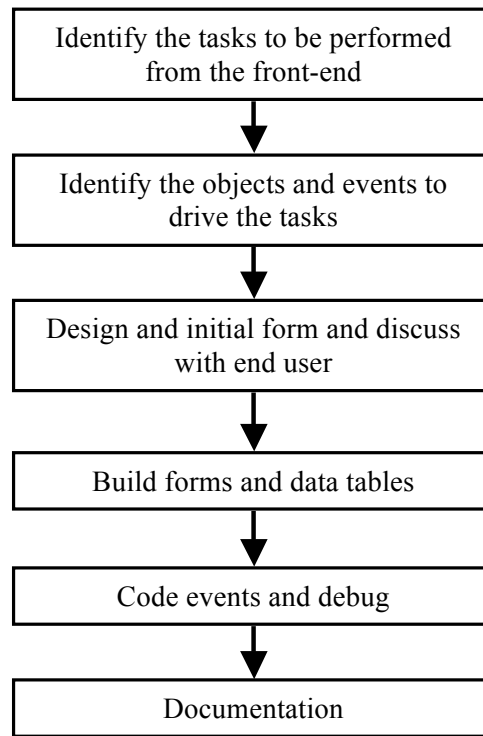 Identify the tasks to be performed
from the front-end
Identify the objects and events to
drive the tasks
Design and initial form and discuss
with end user
Build forms and data tables
Code events and debug
Documentation